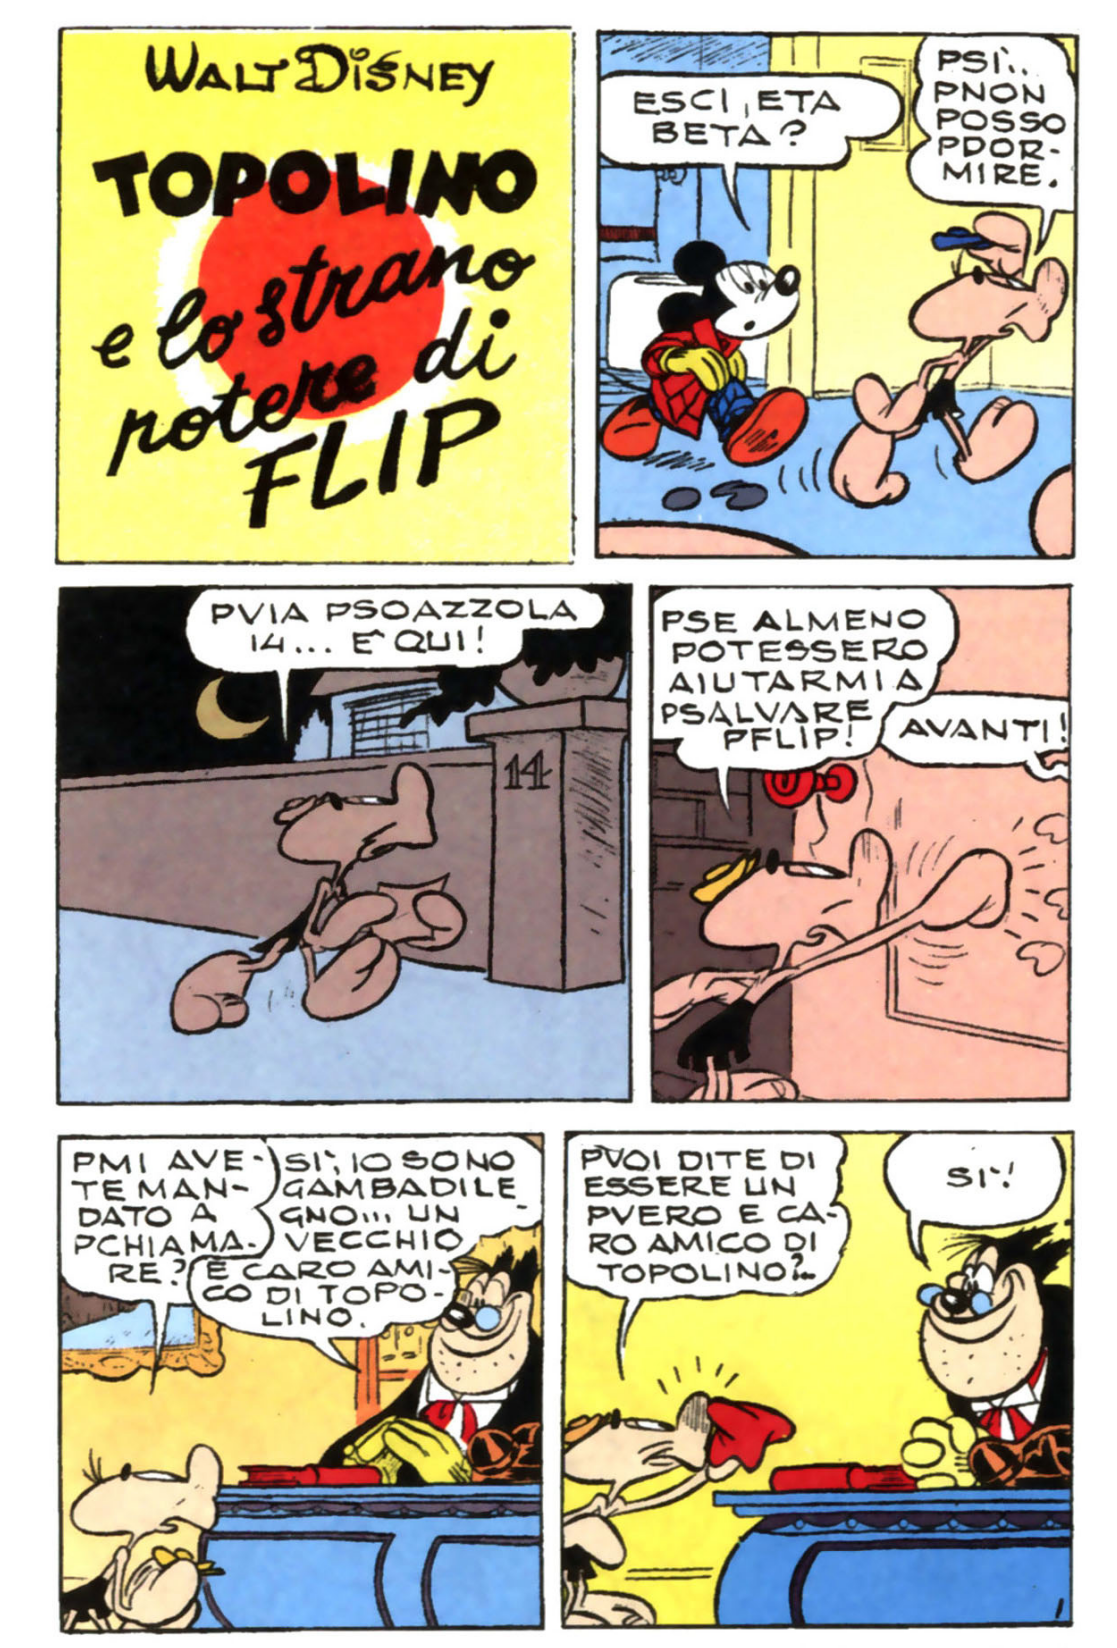 WALT DISNEY
TOPOLINO
e lo strano
potere di
FLIP
ESCI, ETA
BETA?
PSÌ..
PNON
POSSO
PDOR-
MIRE.
PVIA PSOAZZOLA
14... E' QUI!
14
PSE ALMENO
POTESSERO
AIUTARMI A
PSALVARE
PFLIP!
AVANTI!
PMI AVE-
TE MAN-
DATO A
PCHIAMA-
RE?
SI', IO SONO
GAMBADILE-
GNO... UN
VECCHIO
E CARO AMI-
CO DI TOPO-
LINO.
PVOI DITE DI
ESSERE UN
PVERO E CA-
RO AMICO DI
TOPOLINO?..
SI'!